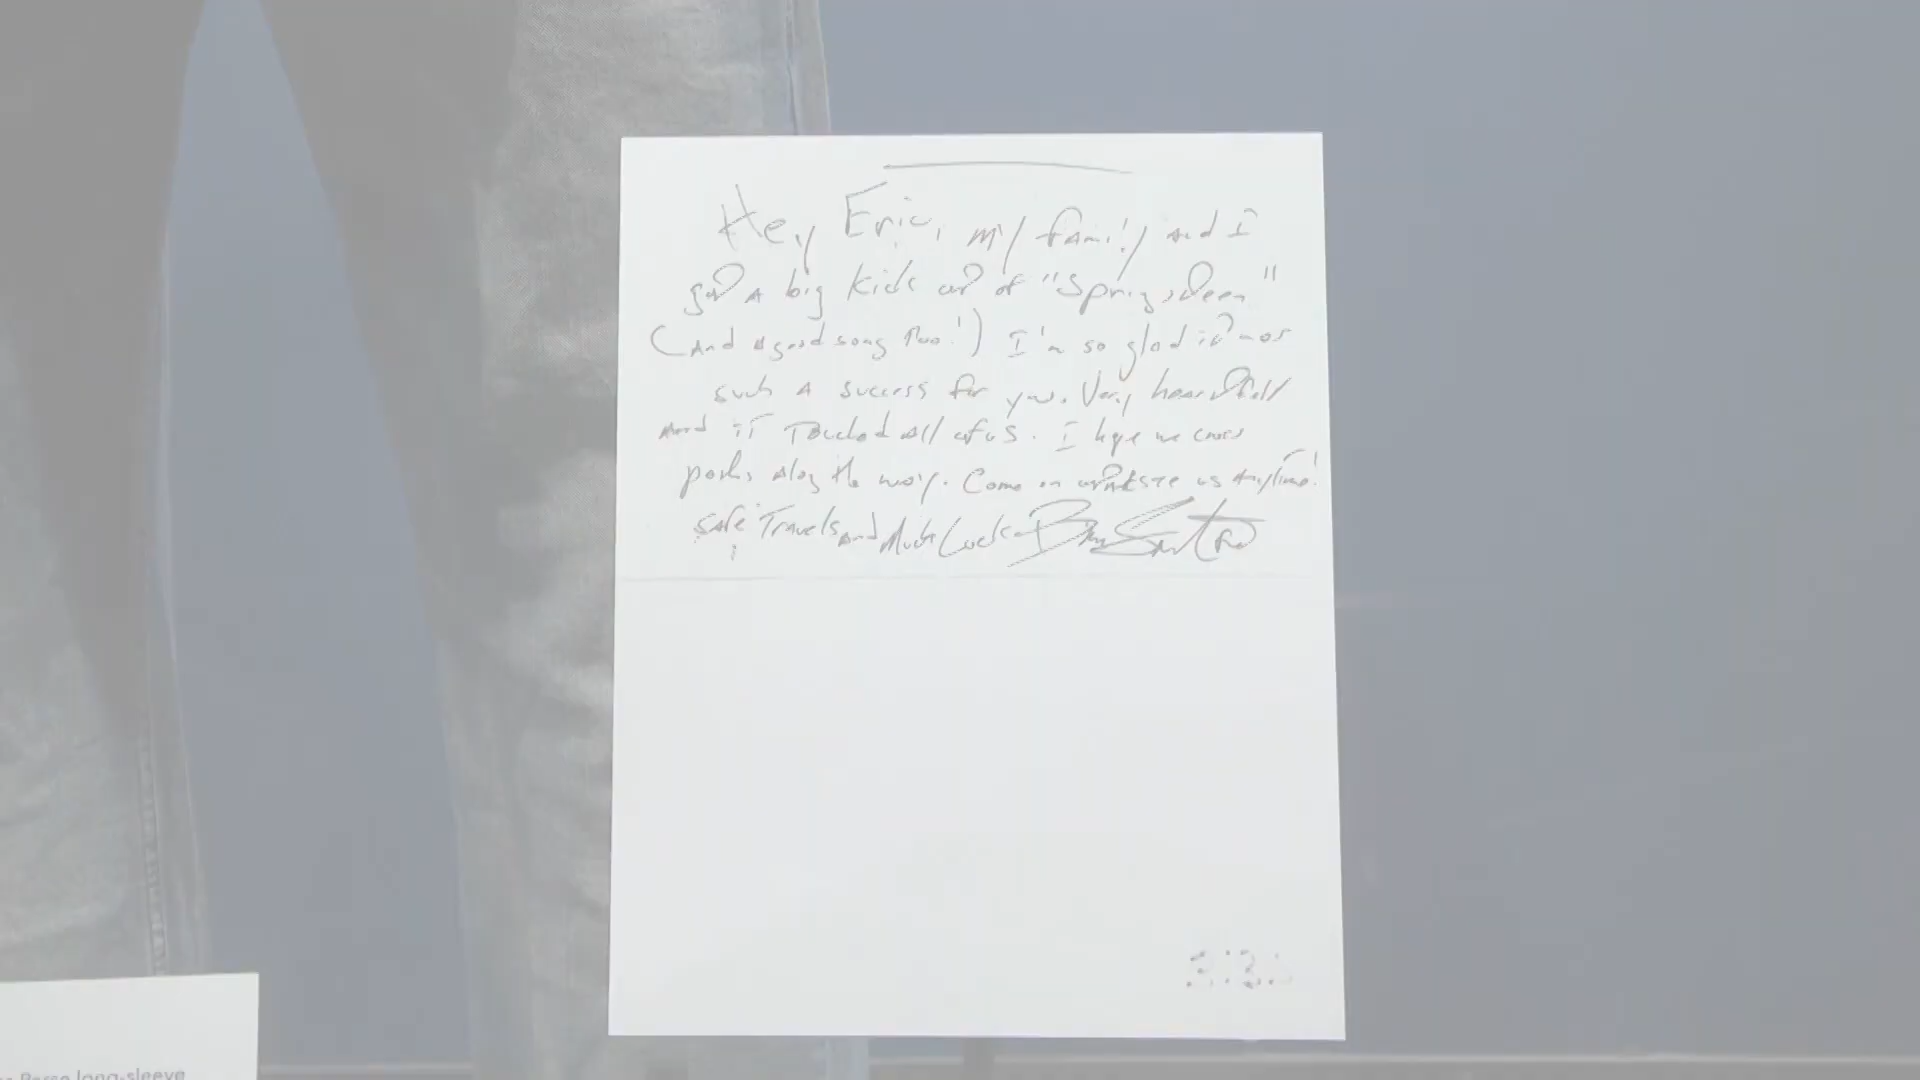 Hey Eric, my family and I
got a big kick out of "Springsteen"
(and a good song too!) I'm so glad it was
such a success for you. Very heartfelt
and it touched all of us. I hope we cross
paths along the way. Come on see us anytime!
Safe Travels and Much Luck
long-sleeve